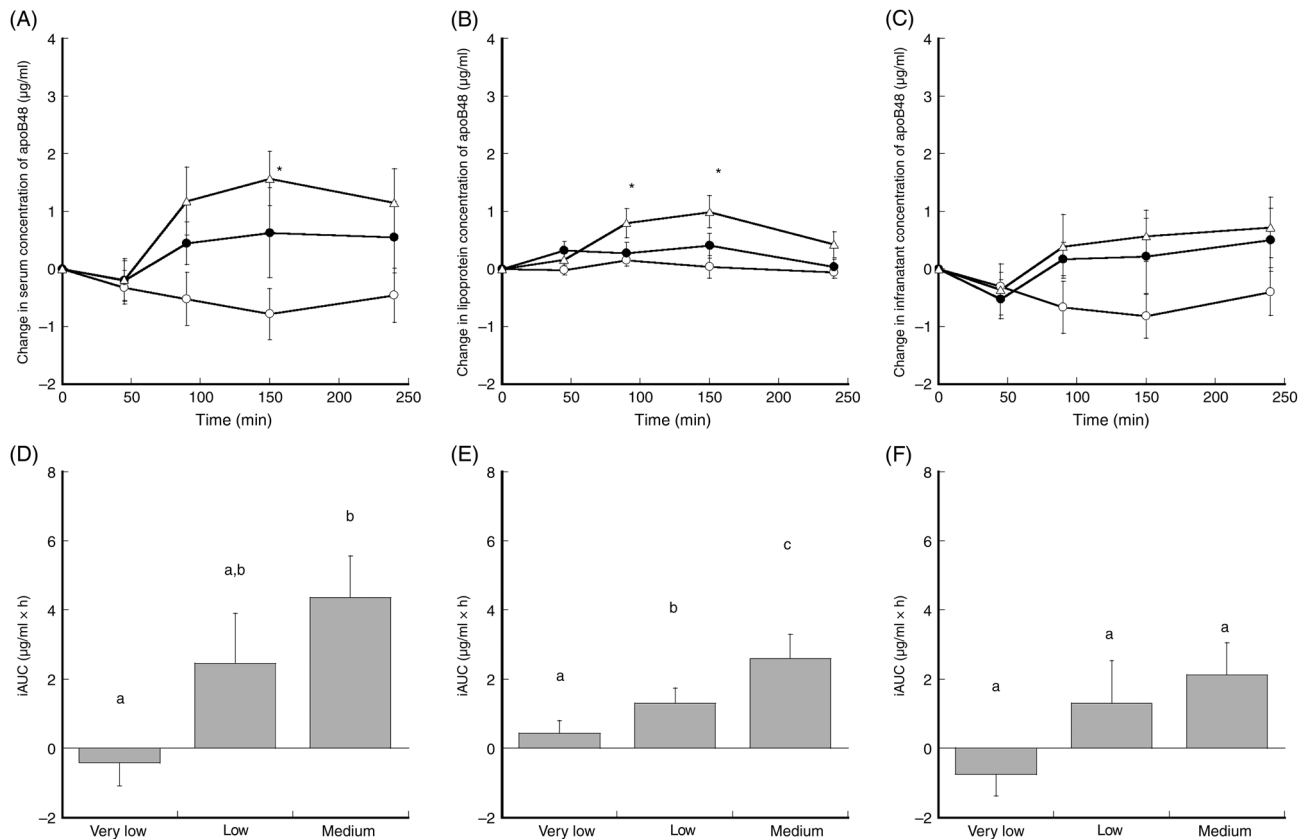 (A)
4
3
2
1
0
−1
−2
Change in serum concentration of apoB48 (μg/ml)
*
0 50 100 150 200 250
Time (min)
(B)
4
3
2
1
0
−1
−2
Change in lipoprotein concentration of apoB48 (μg/ml)
* *
0 50 100 150 200 250
Time (min)
(C)
4
3
2
1
0
−1
−2
Change in infranatant concentration of apoB48 (μg/ml)
0 50 100 150 200 250
Time (min)
(D)
8
6
4
2
0
−2
iAUC (μg/ml × h)
a
a,b
b
Very low Low Medium
(E)
8
6
4
2
0
−2
iAUC (μg/ml × h)
a
b
c
Very low Low Medium
(F)
8
6
4
2
0
−2
iAUC (μg/ml × h)
a
a
a
Very low Low Medium